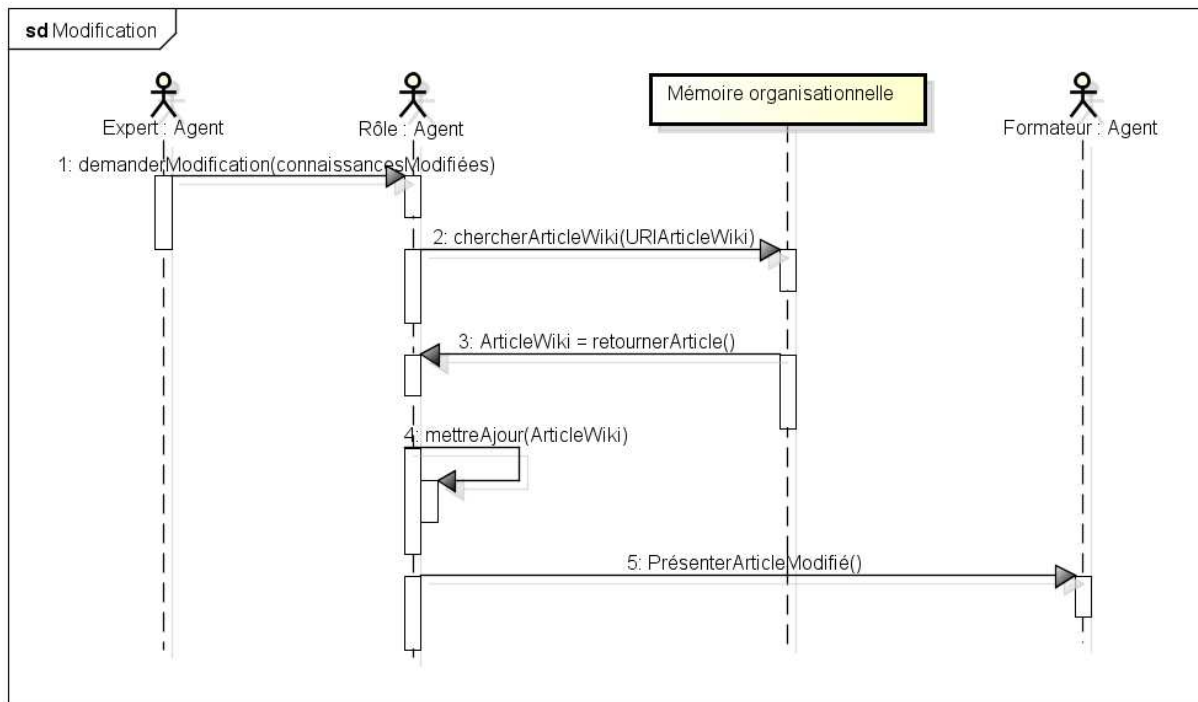 sd Modification
Expert : Agent
Rôle : Agent
Mémoire organisationnelle
Formateur : Agent
1: demanderModification(connaissancesModifiées)
2: chercherArticleWiki(URIArticleWiki)
3: ArticleWiki = retournerArticle()
4: mettreAjour(ArticleWiki)
5: PrésenterArticleModifié()